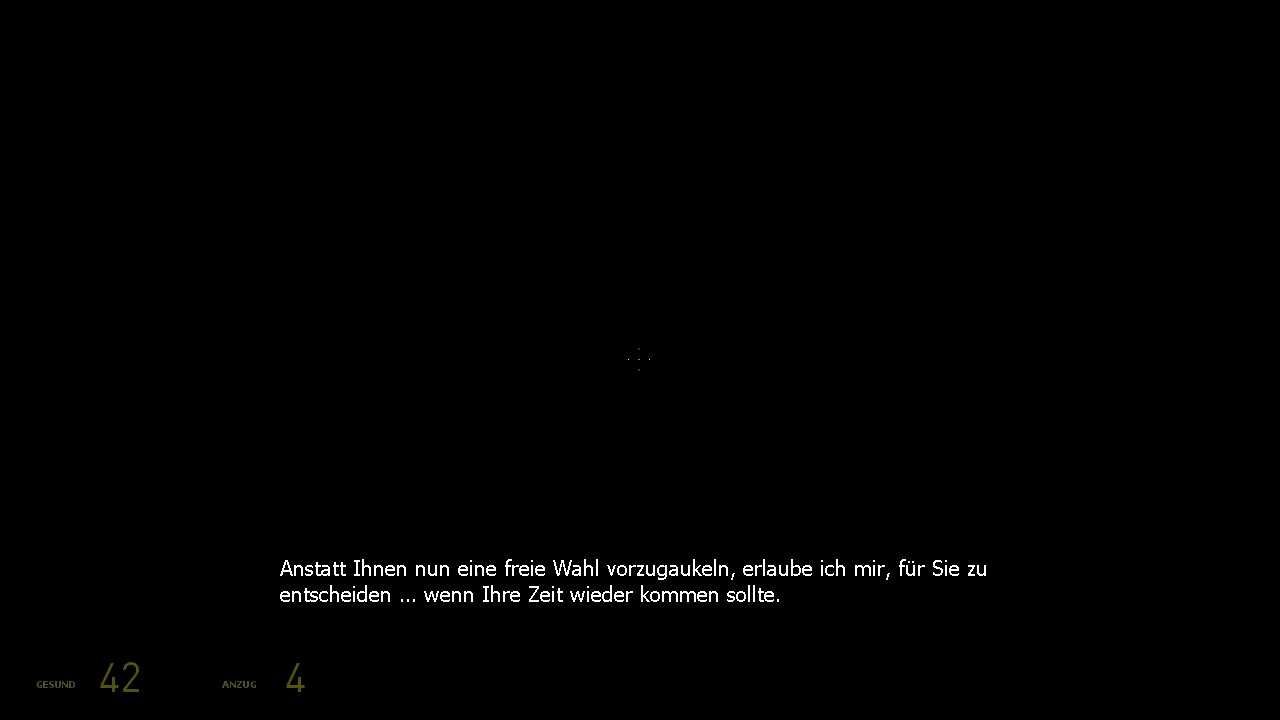 Anstatt Ihnen nun eine freie Wahl vorzugaukeln, erlaube ich mir, für Sie zu
entscheiden ... wenn Ihre Zeit wieder kommen sollte.
GESUND 42 ANZUG 4